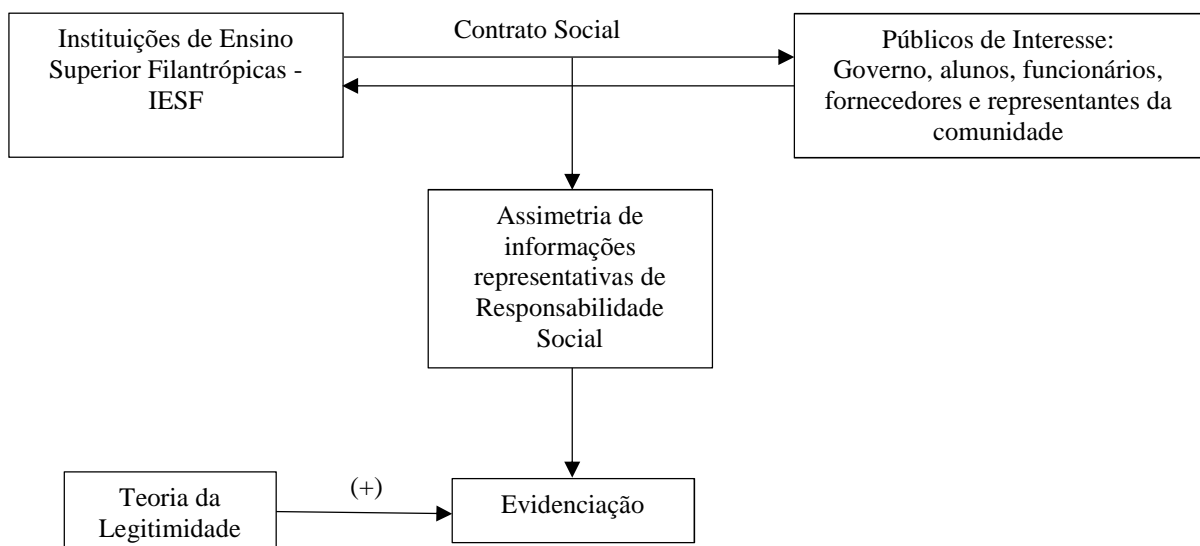 Instituições de Ensino
Superior Filantrópicas -
IESF
Contrato Social
Públicos de Interesse:
Governo, alunos, funcionários,
fornecedores e representantes da
comunidade
Assimetria de
informações
representativas de
Responsabilidade
Social
Teoria da
Legitimidade
(+)
Evidenciação